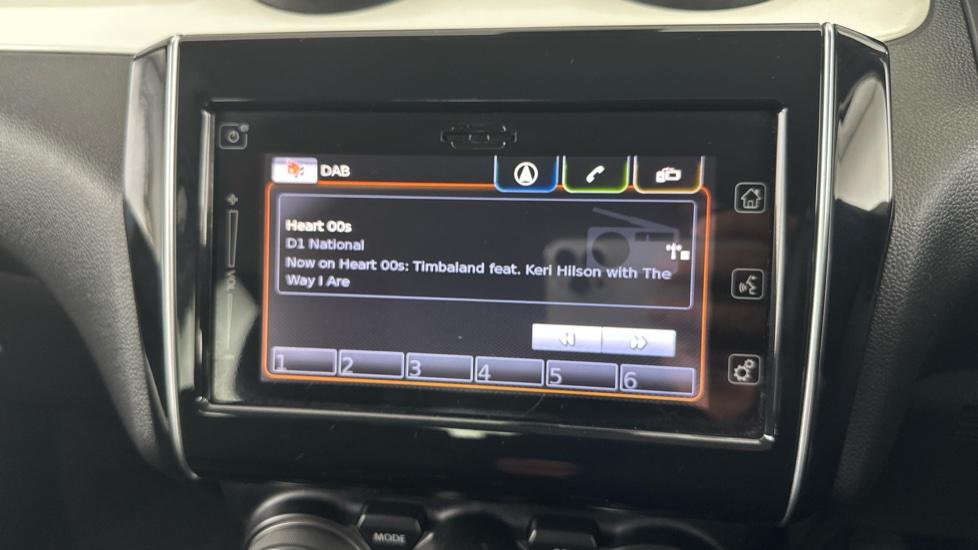 DAB
Heart 00s
D1 National
Now on Heart 00s: Timbaland feat. Keri Hilson with The
Way I Are
VOL
1 2 3 4 5 6
MODE